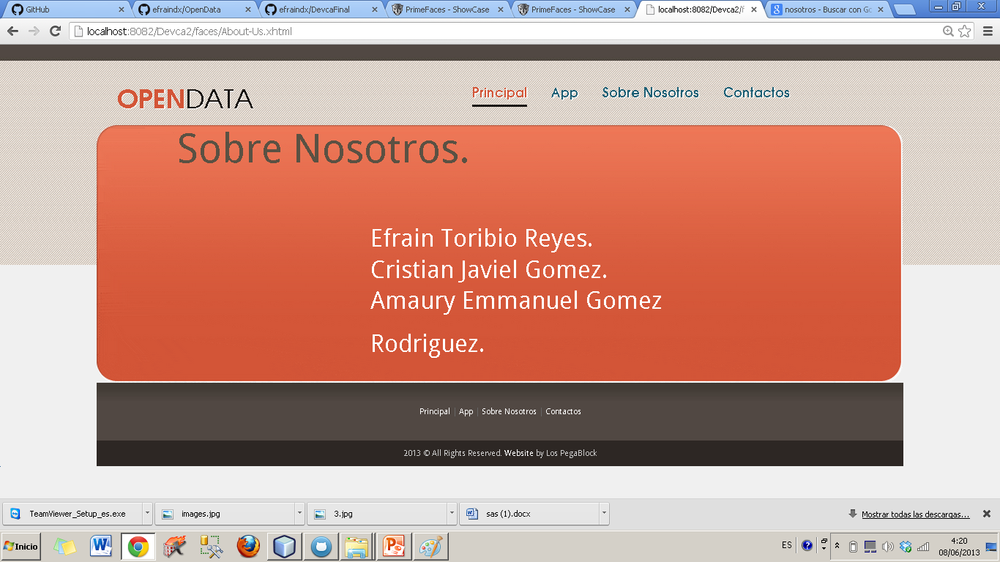 GitHub
efraindx/OpenData
efraindx/DevcaFinal
PrimeFaces - ShowCase
PrimeFaces - ShowCase
localhost:8082/Devca2/f
nosotros - Buscar con Go
localhost:8082/Devca2/faces/About-Us.xhtml
OPENDATA
Principal App Sobre Nosotros Contactos
Sobre Nosotros.
Efrain Toribio Reyes.
Cristian Javiel Gomez.
Amaury Emmanuel Gomez
Rodriguez.
Principal | App | Sobre Nosotros | Contactos
2013 © All Rights Reserved. Website by Los PegaBlock
TeamViewer_Setup_es.exe
images.jpg
3.jpg
sas (1).docx
Mostrar todas las descargas...
Inicio
ES
4:20
08/06/2013